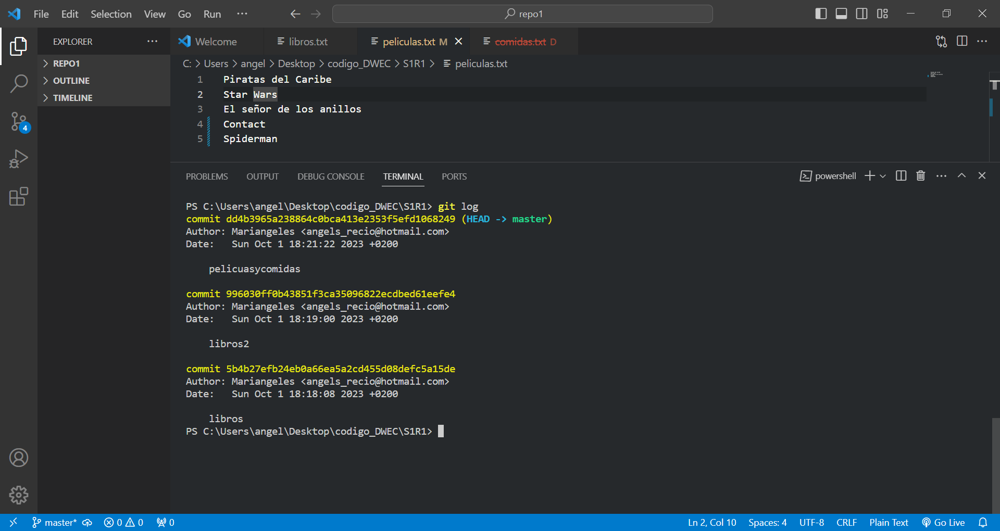 File Edit Selection View Go Run ··· repo1
EXPLORER ···
REPO1
OUTLINE
TIMELINE
4
Welcome libros.txt peliculas.txt M comidas.txt D
C: > Users > angel > Desktop > codigo_DWEC > S1R1 > peliculas.txt
1 Piratas del Caribe
2 Star Wars
3 El señor de los anillos
4 Contact
5 Spiderman
PROBLEMS OUTPUT DEBUG CONSOLE TERMINAL PORTS powershell
PS C:\Users\angel\Desktop\codigo_DWEC\S1R1> git log
commit dd4b3965a238864c0bca413e2353f5efd1068249 (HEAD -> master)
Author: Mariangeles <angels_recio@hotmail.com>
Date:   Sun Oct 1 18:21:22 2023 +0200
pelicuasycomidas
commit 996030ff0b43851f3ca35096822ecdbed61eefe4
Author: Mariangeles <angels_recio@hotmail.com>
Date:   Sun Oct 1 18:19:00 2023 +0200
libros2
commit 5b4b27efb24eb0a66ea5a2cd455d08defc5a15de
Author: Mariangeles <angels_recio@hotmail.com>
Date:   Sun Oct 1 18:18:08 2023 +0200
libros
PS C:\Users\angel\Desktop\codigo_DWEC\S1R1>
master* 0 0 0 Ln 2, Col 10 Spaces: 4 UTF-8 CRLF Plain Text Go Live